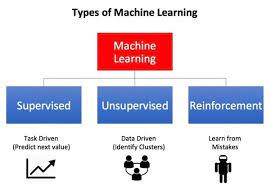 Types of Machine Learning
Machine
Learning
Supervised
Unsupervised
Reinforcement
Task Driven
(Predict next value)
Data Driven
(Identify Clusters)
Learn from
Mistakes